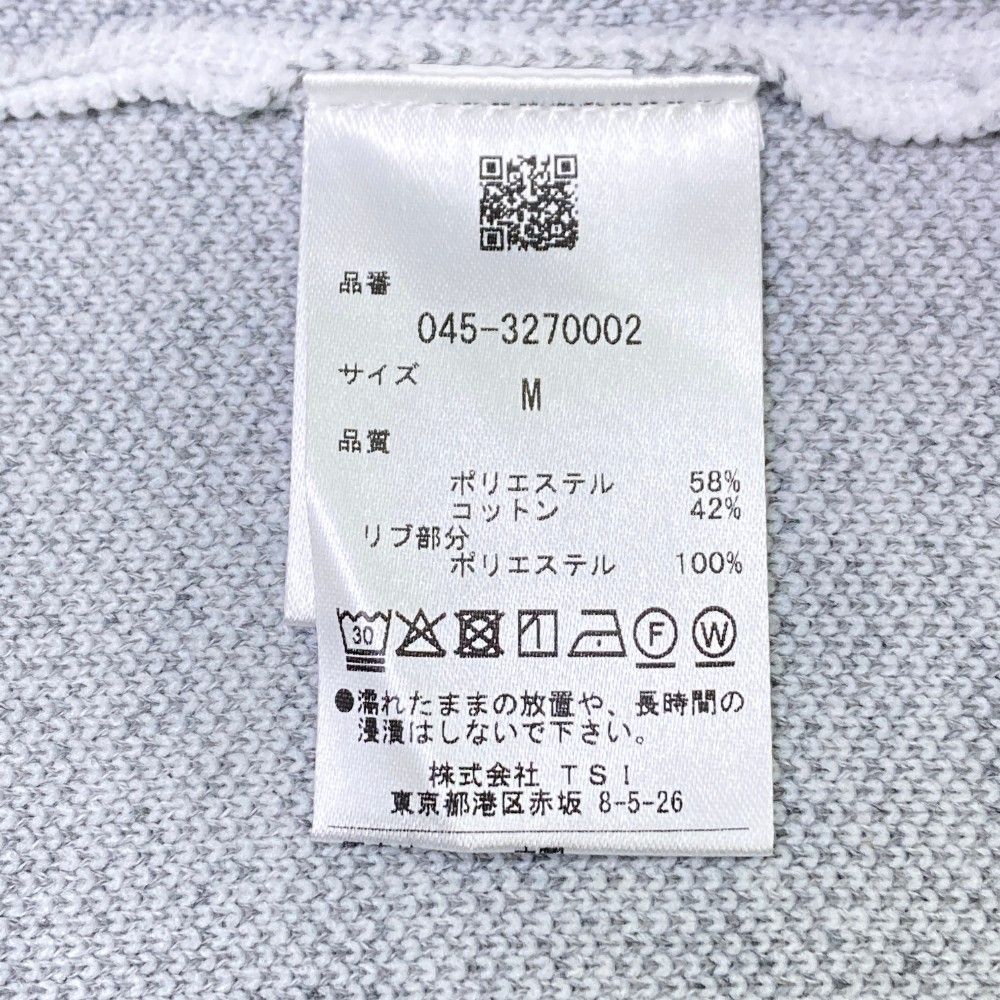 品番
045-3270002
サイズ
M
品質
ポリエステル 58%
コットン 42%
リブ部分
ポリエステル 100%
30 1 F W
●濡れたままの放置や、長時間の
浸漬はしないで下さい。
株式会社 TSI
東京都港区赤坂 8-5-26